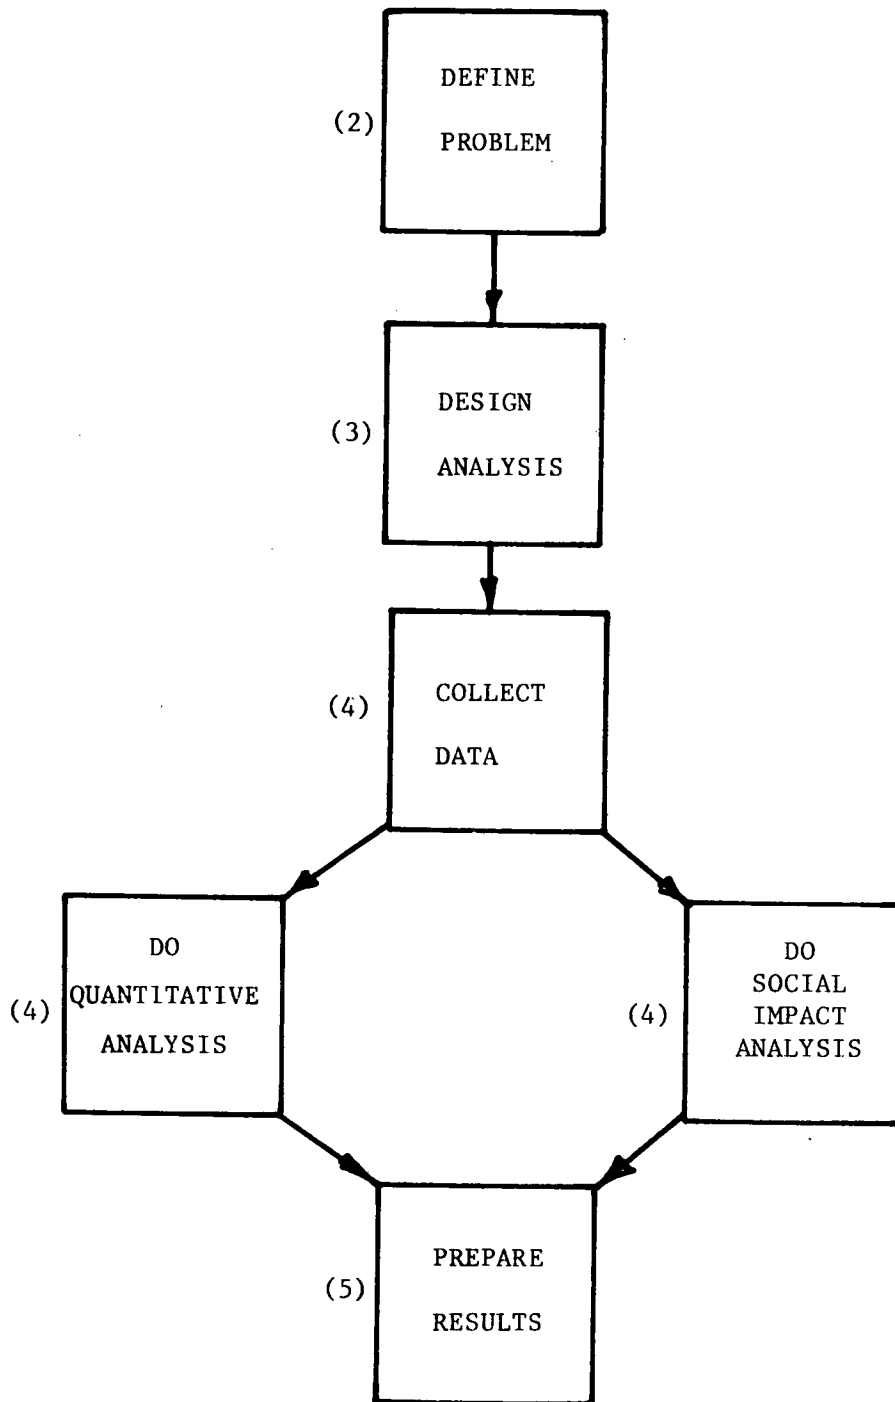 DEFINE
(2)
PROBLEM
DESIGN
(3)
ANALYSIS
COLLECT
(4)
DATA
DO
QUANTITATIVE
(4)
ANALYSIS
DO
SOCIAL
(4)
IMPACT
ANALYSIS
PREPARE
(5)
RESULTS